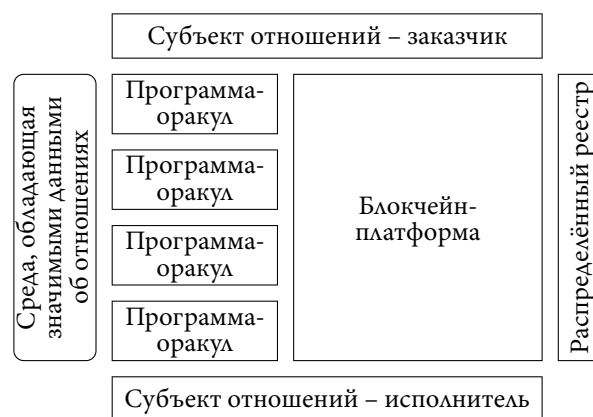 Субъект отношений – заказчик
Среда, обладающая
значимыми данными
об отношениях
Программа-
оракул
Программа-
оракул
Программа-
оракул
Программа-
оракул
Блокчейн-
платформа
Распределённый реестр
Субъект отношений – исполнитель